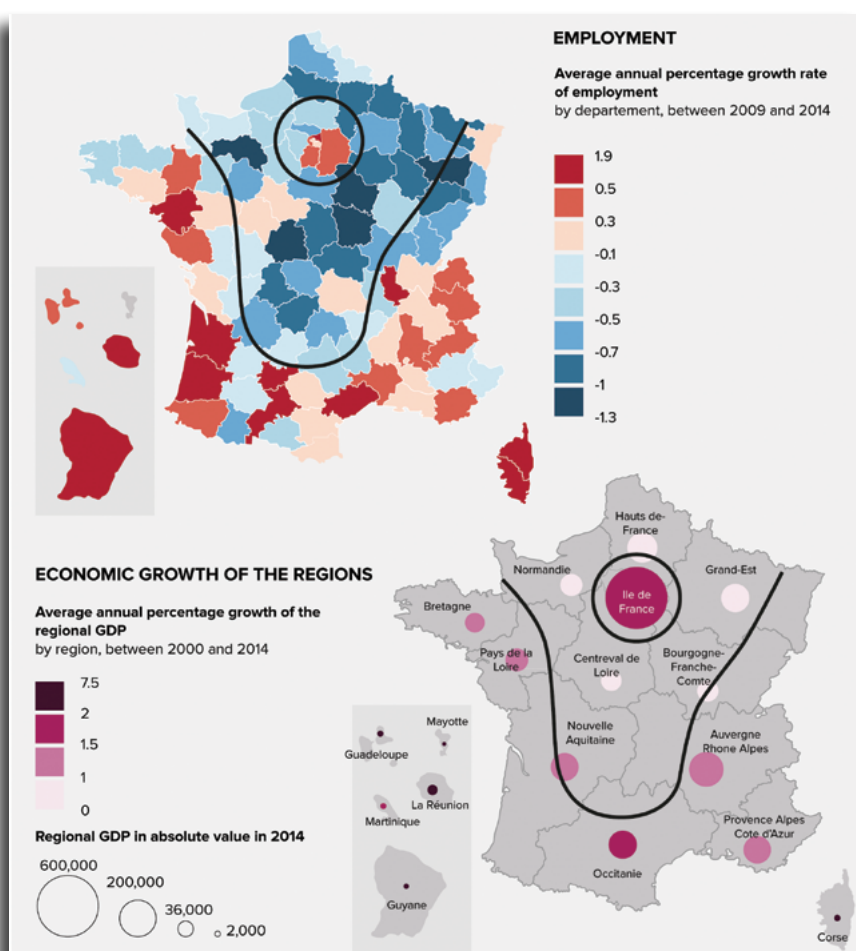 EMPLOYMENT
Average annual percentage growth rate
of employment
by departement, between 2009 and 2014
1.9
0.5
0.3
-0.1
-0.3
-0.5
-0.7
-1
-1.3
ECONOMIC GROWTH OF THE REGIONS
Average annual percentage growth of the
regional GDP
by region, between 2000 and 2014
7.5
2
1.5
1
0
Regional GDP in absolute value in 2014
600,000
200,000
36,000
2,000
Hauts de-
France
Normandie
Grand-Est
Ile de
France
Bretagne
Pays de la
Loire
Centreval de
Loire
Bourgogne-
Franche-
Comte
Nouvelle
Aquitaine
Auvergne
Rhone Alpes
Provence Alpes
Cote d'Azur
Occitanie
Corse
Mayotte
Guadeloupe
La Réunion
Martinique
Guyane